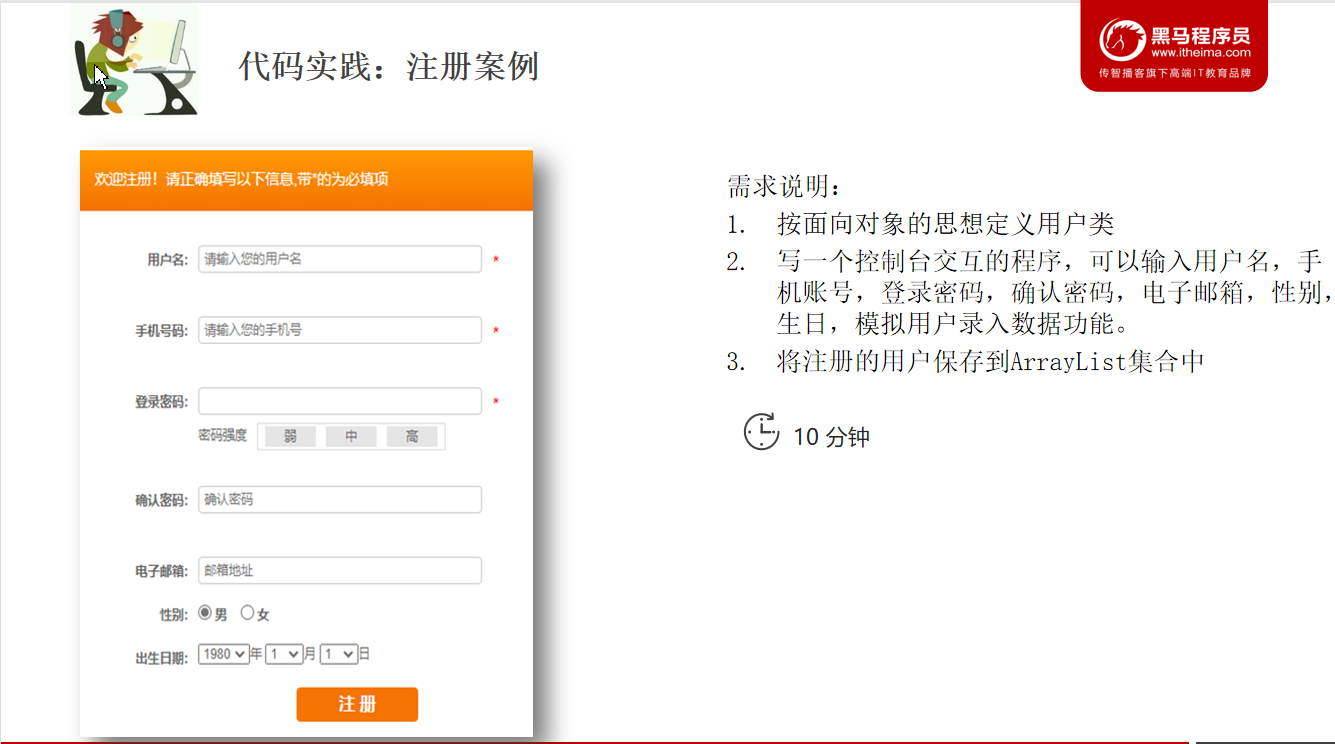 代码实践：注册案例
黑马程序员
www.itheima.com
传智播客旗下高端IT教育品牌
欢迎注册！请正确填写以下信息,带*的为必填项
用户名: 请输入您的用户名 *
手机号码: 请输入您的手机号 *
登录密码: *
密码强度 弱 中 高
确认密码: 确认密码
电子邮箱: 邮箱地址
性别: 男 女
出生日期: 1980 年 1 月 1 日
注 册
需求说明：
1. 按面向对象的思想定义用户类
2. 写一个控制台交互的程序，可以输入用户名，手
机账号，登录密码，确认密码，电子邮箱，性别，
生日，模拟用户录入数据功能。
3. 将注册的用户保存到ArrayList集合中
10 分钟